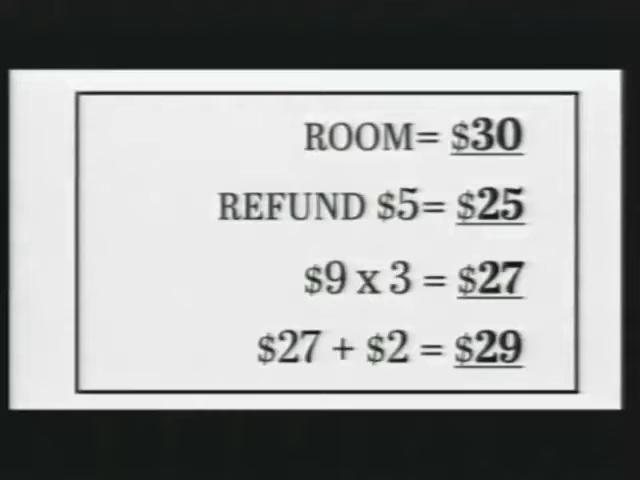 ROOM= $30
REFUND $5= $25
$9 x 3 = $27
$27 + $2 = $29